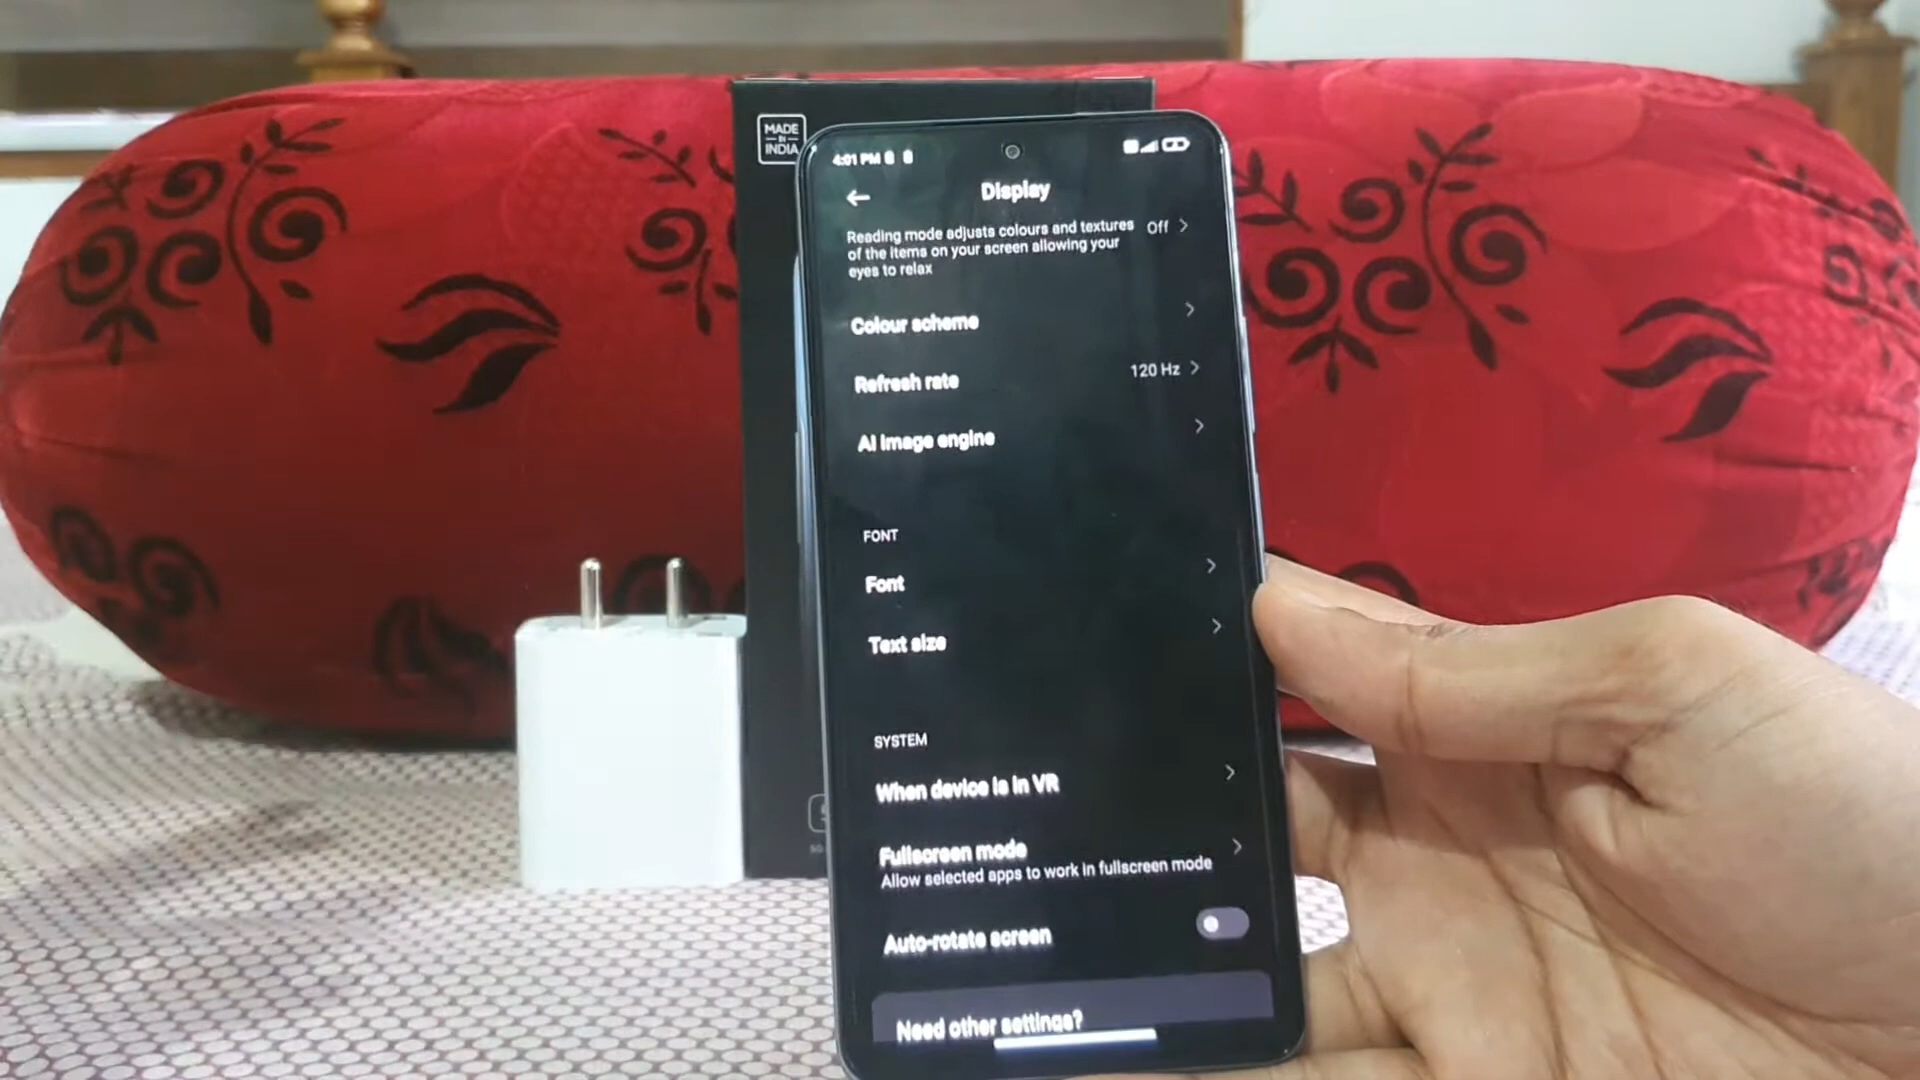 MADE
IN
INDIA
4:01 PM
Display
Reading mode adjusts colours and textures
of the items on your screen allowing your
eyes to relax
Off
Colour scheme
Refresh rate
120 Hz
AI image engine
FONT
Font
Text size
SYSTEM
When device is in VR
Fullscreen mode
Allow selected apps to work in fullscreen mode
Auto-rotate screen
Need other settings?